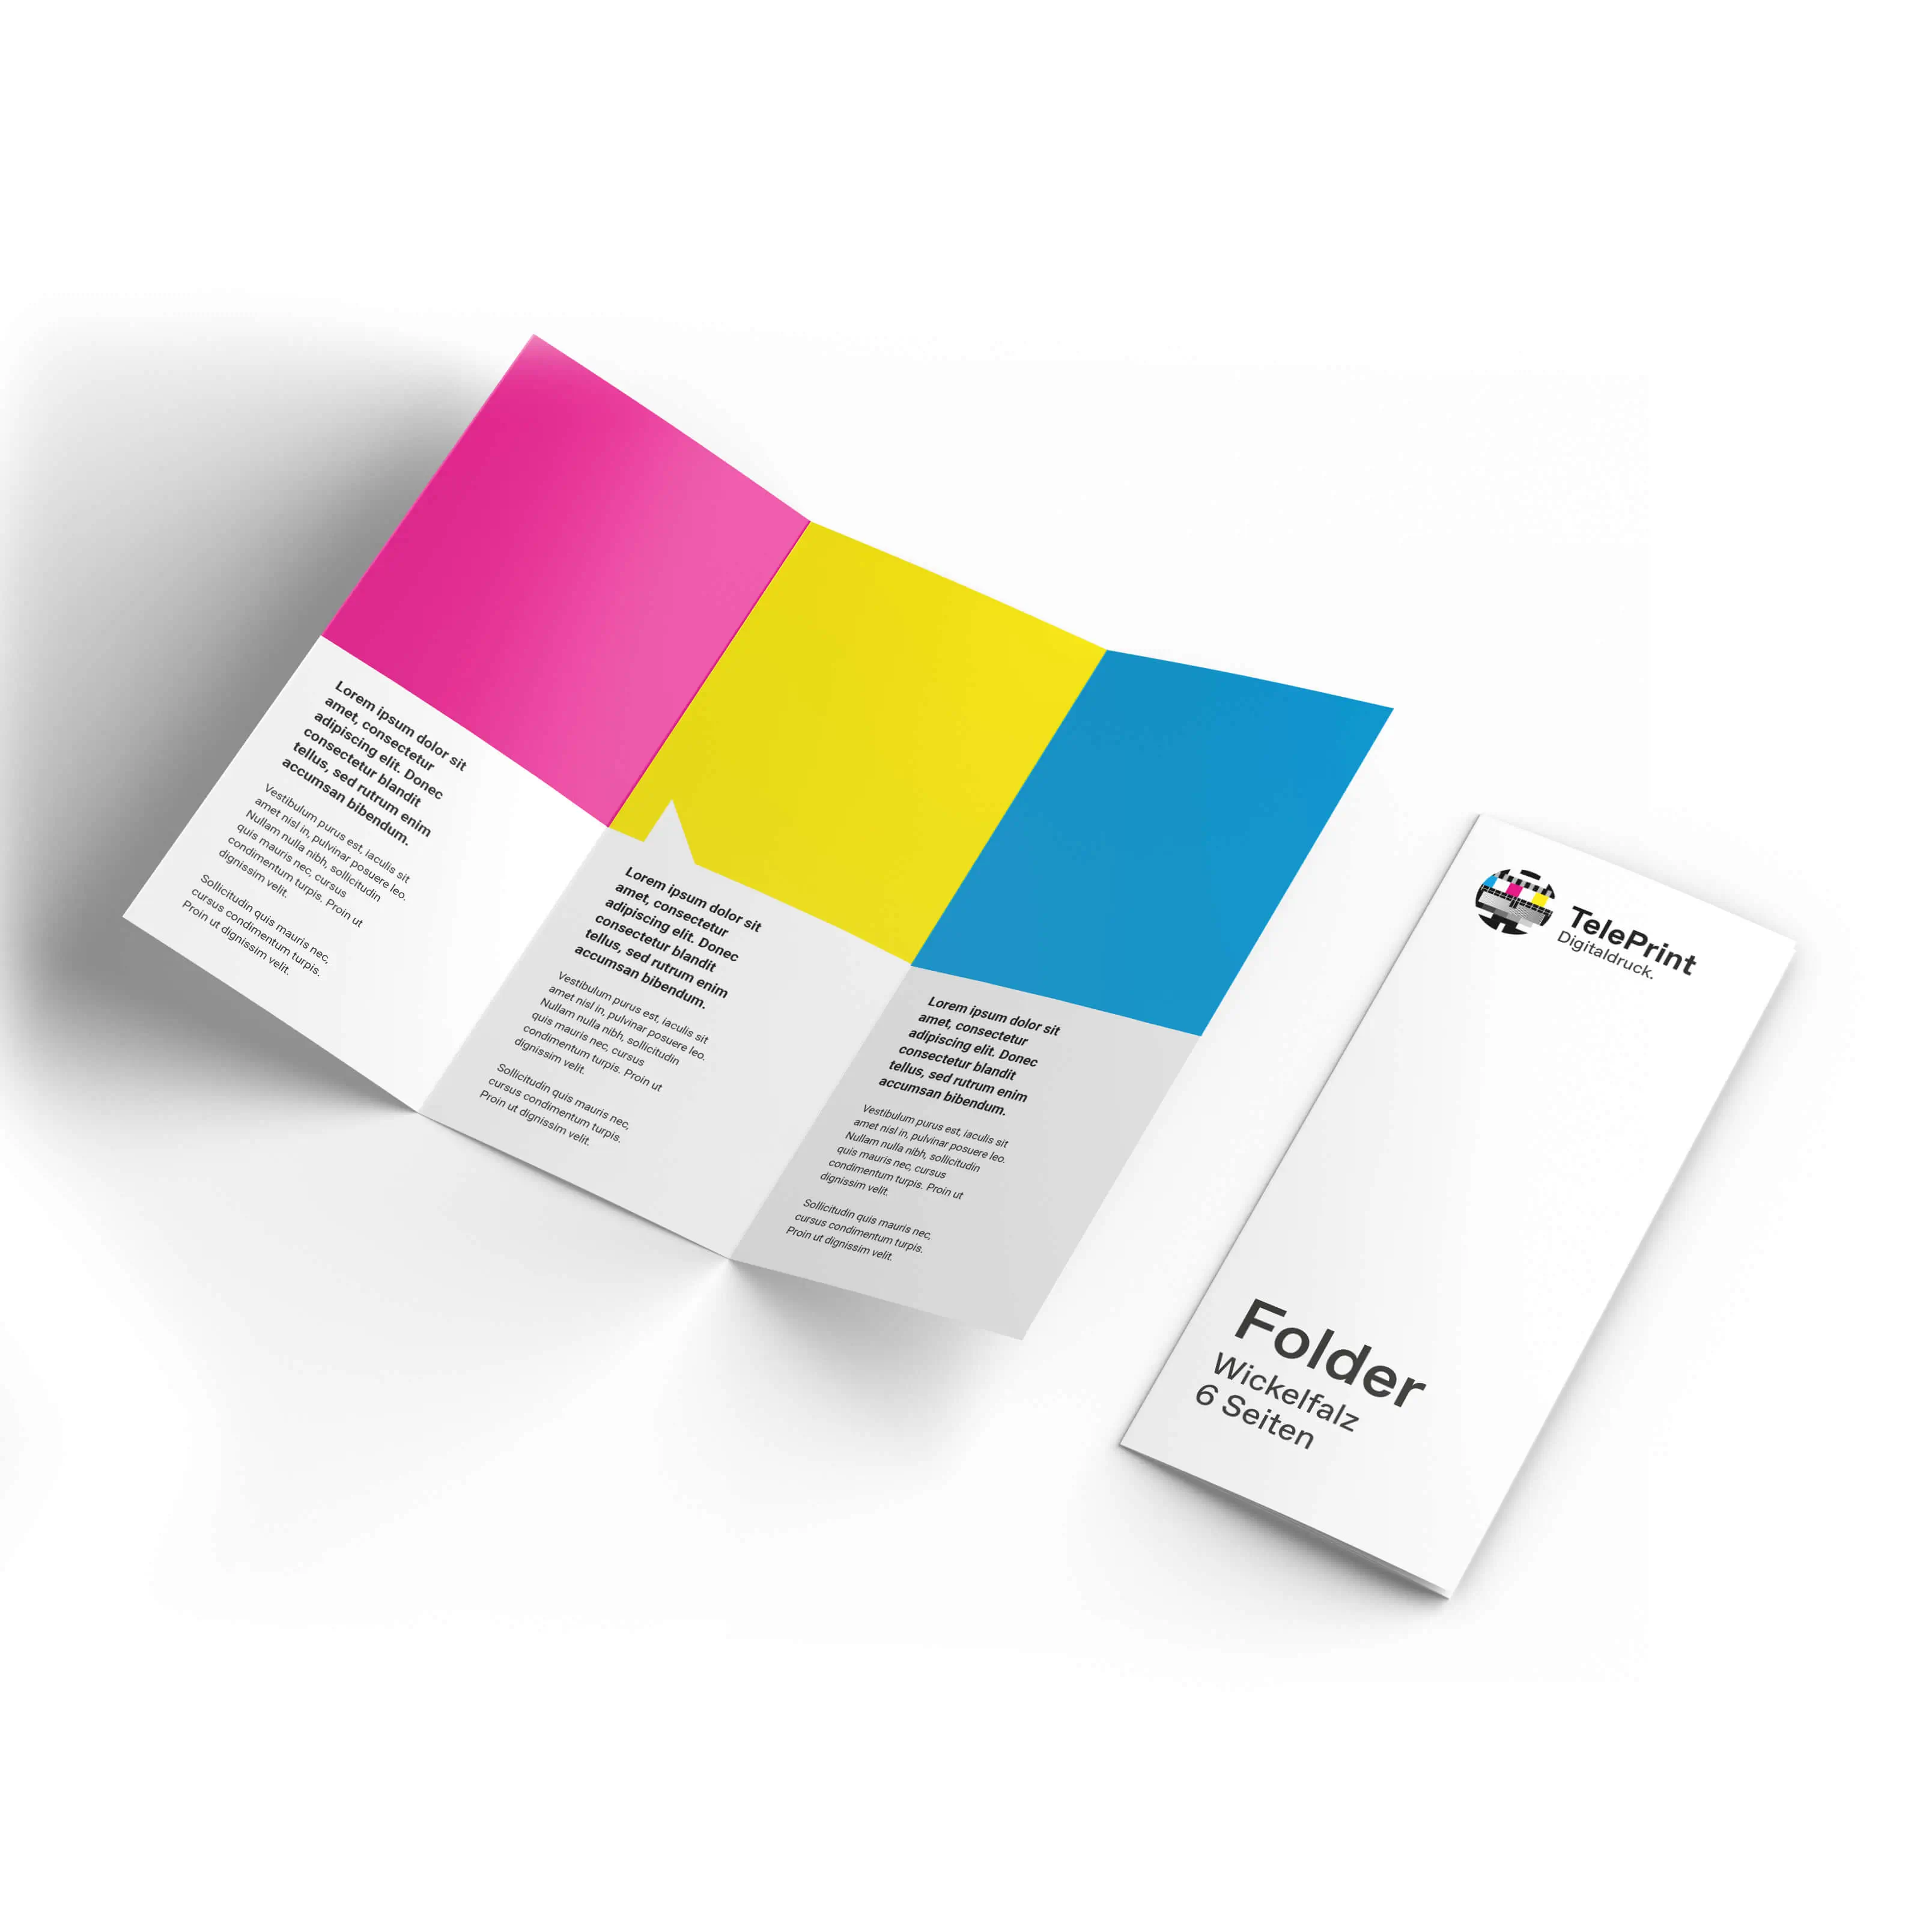 Lorem ipsum dolor sit
amet, consectetur
adipiscing elit. Donec
consectetur blandit
tellus, sed rutrum enim
accumsan bibendum.
Vestibulum purus est, iaculis sit
amet nisl in, pulvinar posuere leo.
Nullam nulla nibh, sollicitudin
quis mauris nec, cursus
condimentum turpis. Proin ut
dignissim velit.
Sollicitudin quis mauris nec,
cursus condimentum turpis.
Proin ut dignissim velit.
Lorem ipsum dolor sit
amet, consectetur
adipiscing elit. Donec
consectetur blandit
tellus, sed rutrum enim
accumsan bibendum.
Vestibulum purus est, iaculis sit
amet nisl in, pulvinar posuere leo.
Nullam nulla nibh, sollicitudin
quis mauris nec, cursus
condimentum turpis. Proin ut
dignissim velit.
Sollicitudin quis mauris nec,
cursus condimentum turpis.
Proin ut dignissim velit.
Lorem ipsum dolor sit
amet, consectetur
adipiscing elit. Donec
consectetur blandit
tellus, sed rutrum enim
accumsan bibendum.
Vestibulum purus est, iaculis sit
amet nisl in, pulvinar posuere leo.
Nullam nulla nibh, sollicitudin
quis mauris nec, cursus
condimentum turpis. Proin ut
dignissim velit.
Sollicitudin quis mauris nec,
cursus condimentum turpis.
Proin ut dignissim velit.
TelePrint
Digitaldruck.
Folder
Wickelfalz
6 Seiten